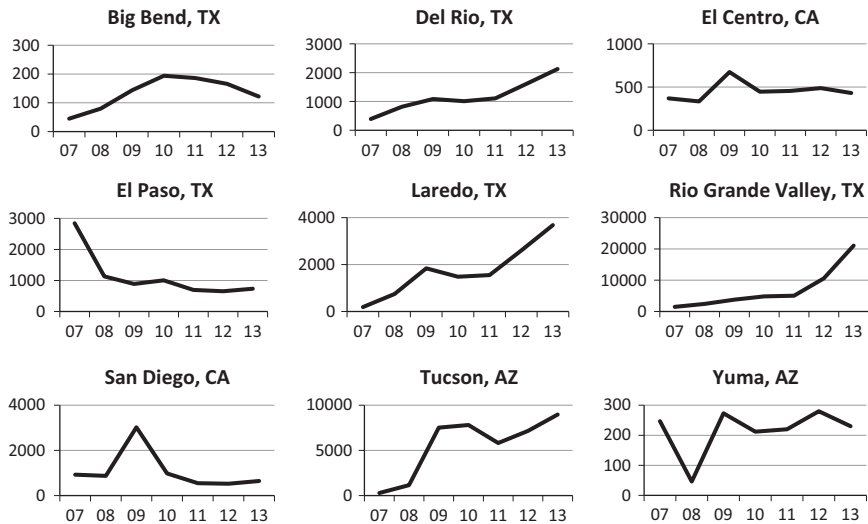 Big Bend, TX
300
200
100
0
07 08 09 10 11 12 13
Del Rio, TX
3000
2000
1000
0
07 08 09 10 11 12 13
El Centro, CA
1000
500
0
07 08 09 10 11 12 13
El Paso, TX
3000
2000
1000
0
07 08 09 10 11 12 13
Laredo, TX
4000
2000
0
07 08 09 10 11 12 13
Rio Grande Valley, TX
30000
20000
10000
0
07 08 09 10 11 12 13
San Diego, CA
4000
2000
0
07 08 09 10 11 12 13
Tucson, AZ
10000
5000
0
07 08 09 10 11 12 13
Yuma, AZ
300
200
100
0
07 08 09 10 11 12 13